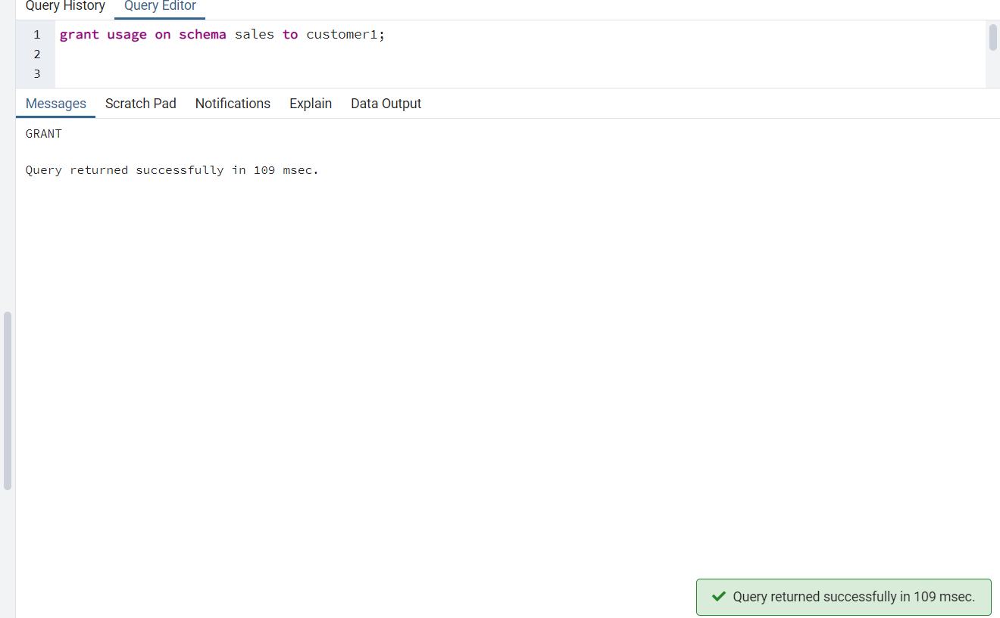 Query History Query Editor
1 grant usage on schema sales to customer1;
2
3
Messages Scratch Pad Notifications Explain Data Output
GRANT
Query returned successfully in 109 msec.
Query returned successfully in 109 msec.